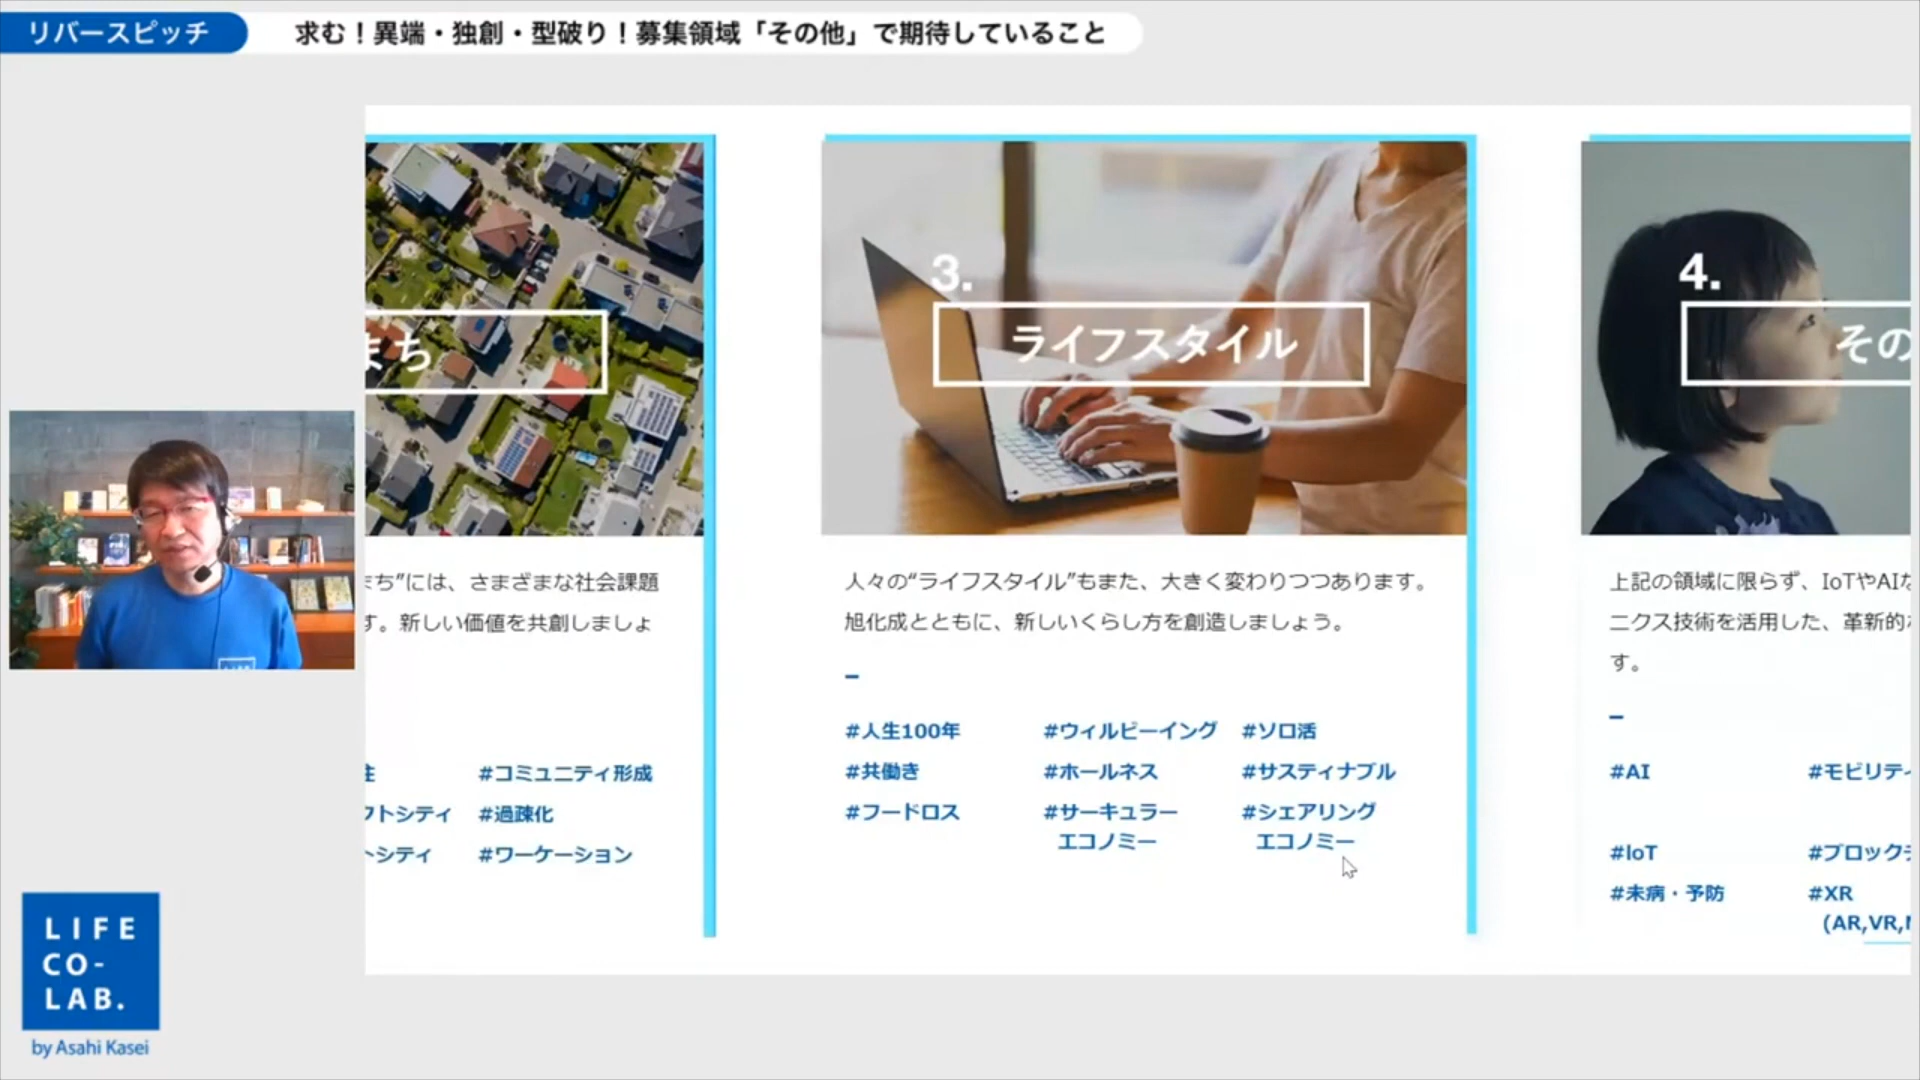 リバースピッチ
求む！異端・独創・型破り！募集領域「その他」で期待していること
まち
まち”には、さまざまな社会課題
す。新しい価値を共創しましょ
住
#コミュニティ形成
クトシティ
#過疎化
トシティ
#ワーケーション
3.
ライフスタイル
人々の“ライフスタイル”もまた、大きく変わりつつあります。
旭化成とともに、新しいくらし方を創造しましょう。
#人生100年
#ウィルビーイング
#ソロ活
#共働き
#ホールネス
#サスティナブル
#フードロス
#サーキュラー
エコノミー
#シェアリング
エコノミー
4.
その
上記の領域に限らず、IoTやAIな
ニクス技術を活用した、革新的な
す。
#AI
#モビリティ
#IoT
#ブロックチ
#未病・予防
#XR
(AR,VR,M
LIFE
CO-
LAB.
by Asahi Kasei